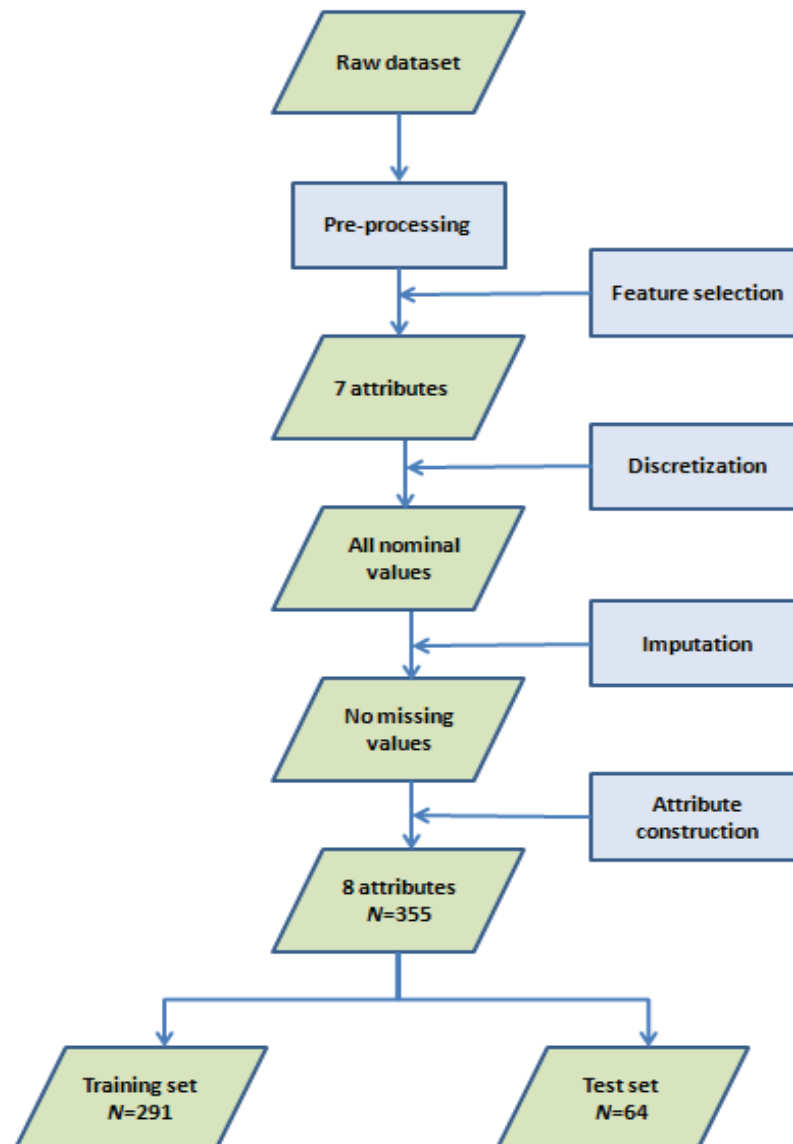 Raw dataset
Pre-processing
Feature selection
7 attributes
Discretization
All nominal
values
Imputation
No missing
values
Attribute
construction
8 attributes
N=355
Training set
N=291
Test set
N=64